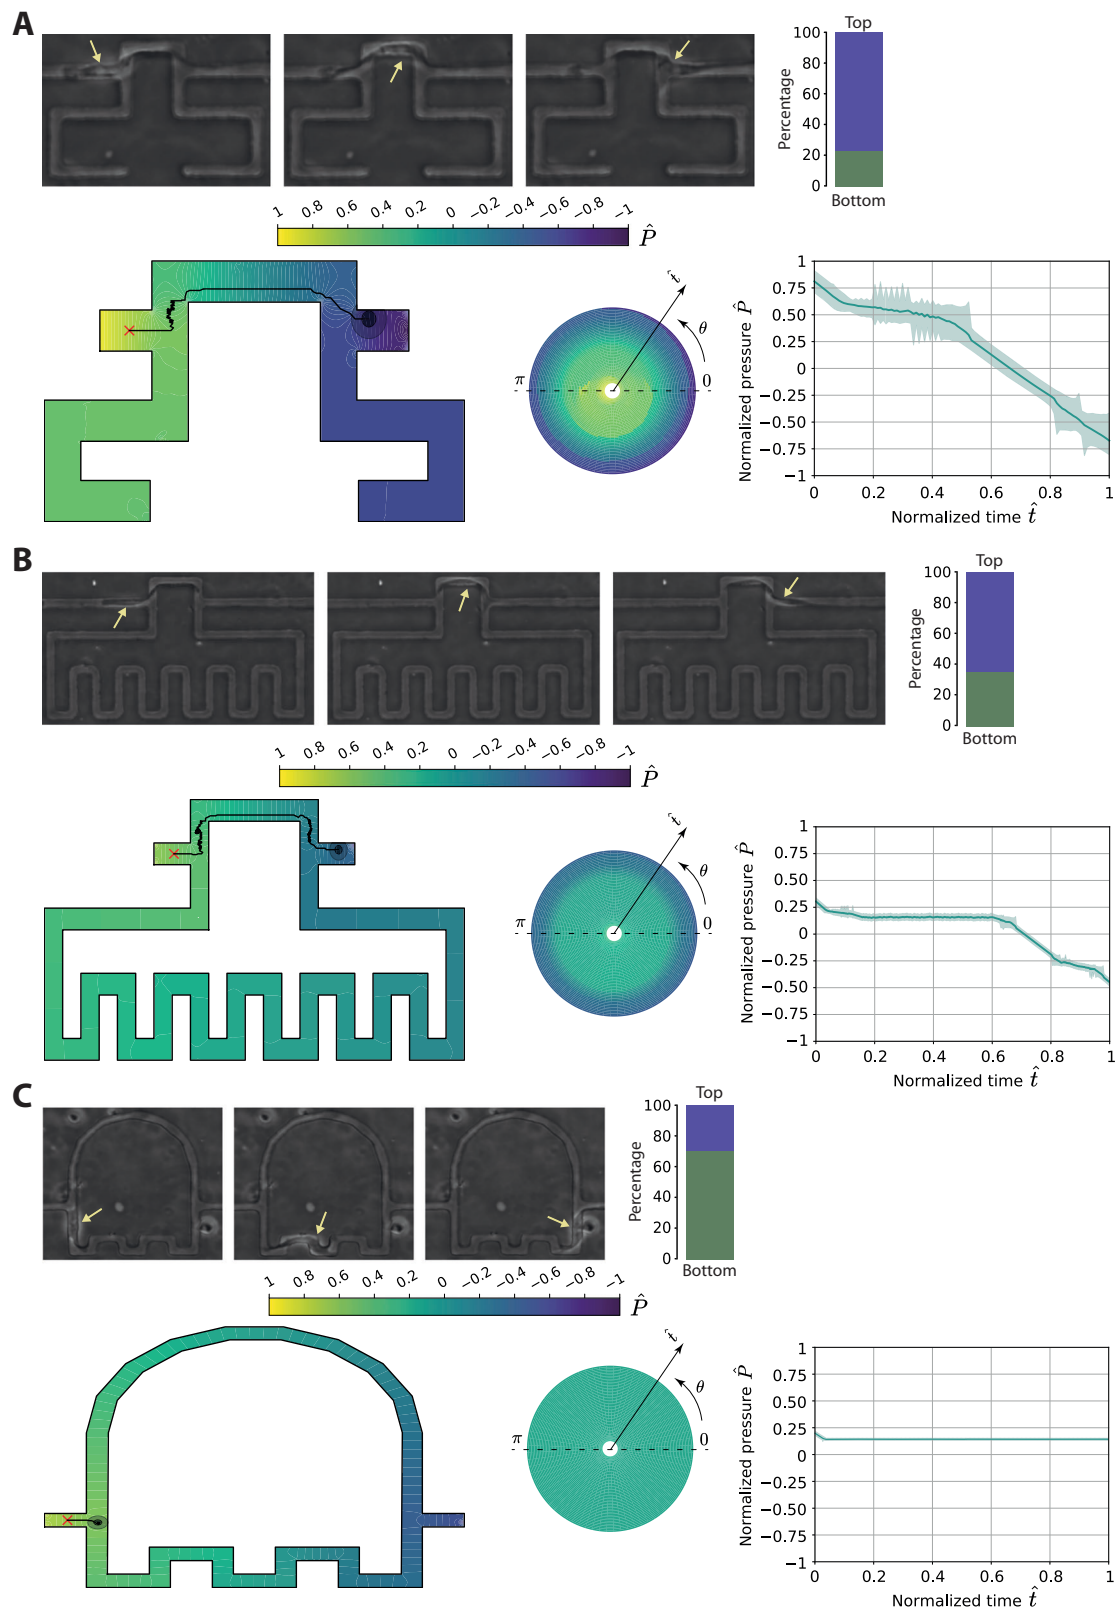 A
Top
Percentage
100
80
60
40
20
0
Bottom
1 0.8 0.6 0.4 0.2 0 −0.2 −0.4 −0.6 −0.8 −1
P̂
t̂
θ
π
0
Normalized pressure P̂
1
0.75
0.50
0.25
0
−0.25
−0.50
−0.75
−1
0 0.2 0.4 0.6 0.8 1
Normalized time t̂
B
Top
Percentage
100
80
60
40
20
0
Bottom
1 0.8 0.6 0.4 0.2 0 −0.2 −0.4 −0.6 −0.8 −1
P̂
t̂
θ
π
0
Normalized pressure P̂
1
0.75
0.50
0.25
0
−0.25
−0.50
−0.75
−1
0 0.2 0.4 0.6 0.8 1
Normalized time t̂
C
Top
Percentage
100
80
60
40
20
0
Bottom
1 0.8 0.6 0.4 0.2 0 −0.2 −0.4 −0.6 −0.8 −1
P̂
t̂
θ
π
0
Normalized pressure P̂
1
0.75
0.50
0.25
0
−0.25
−0.50
−0.75
−1
0 0.2 0.4 0.6 0.8 1
Normalized time t̂